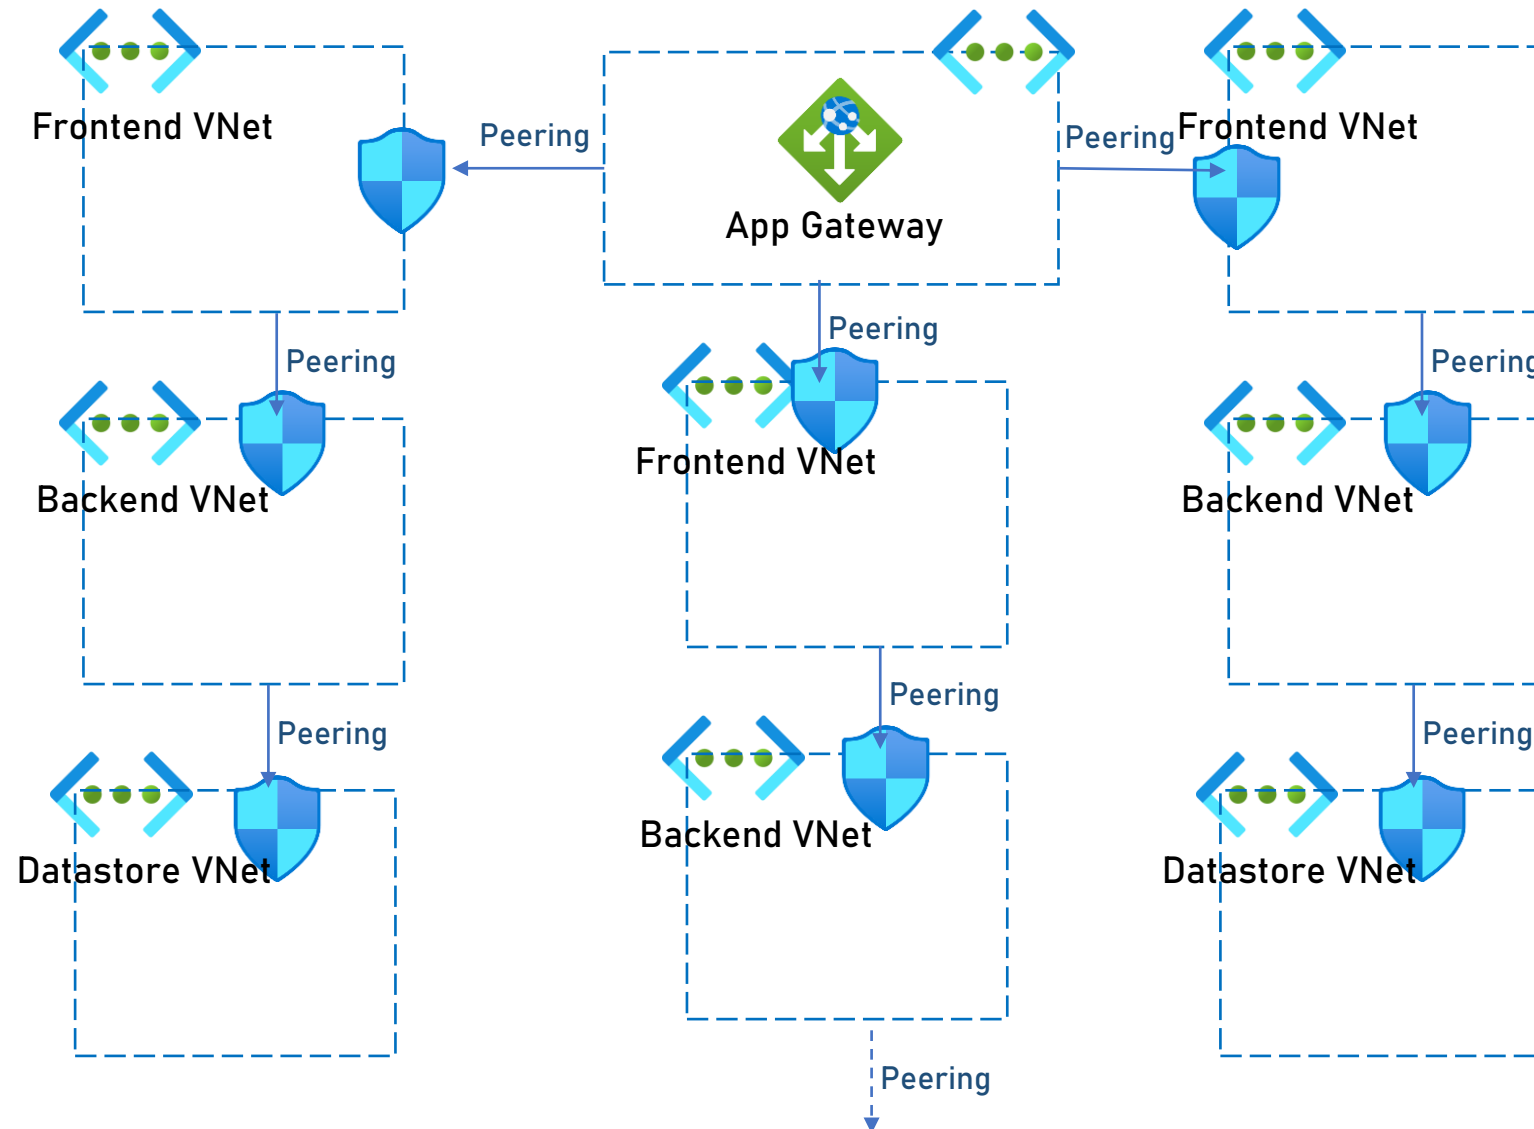 Frontend VNet
Peering
App Gateway
Peering
Frontend VNet
Peering
Peering
Peering
Backend VNet
Frontend VNet
Backend VNet
Peering
Peering
Peering
Datastore VNet
Backend VNet
Datastore VNet
Peering